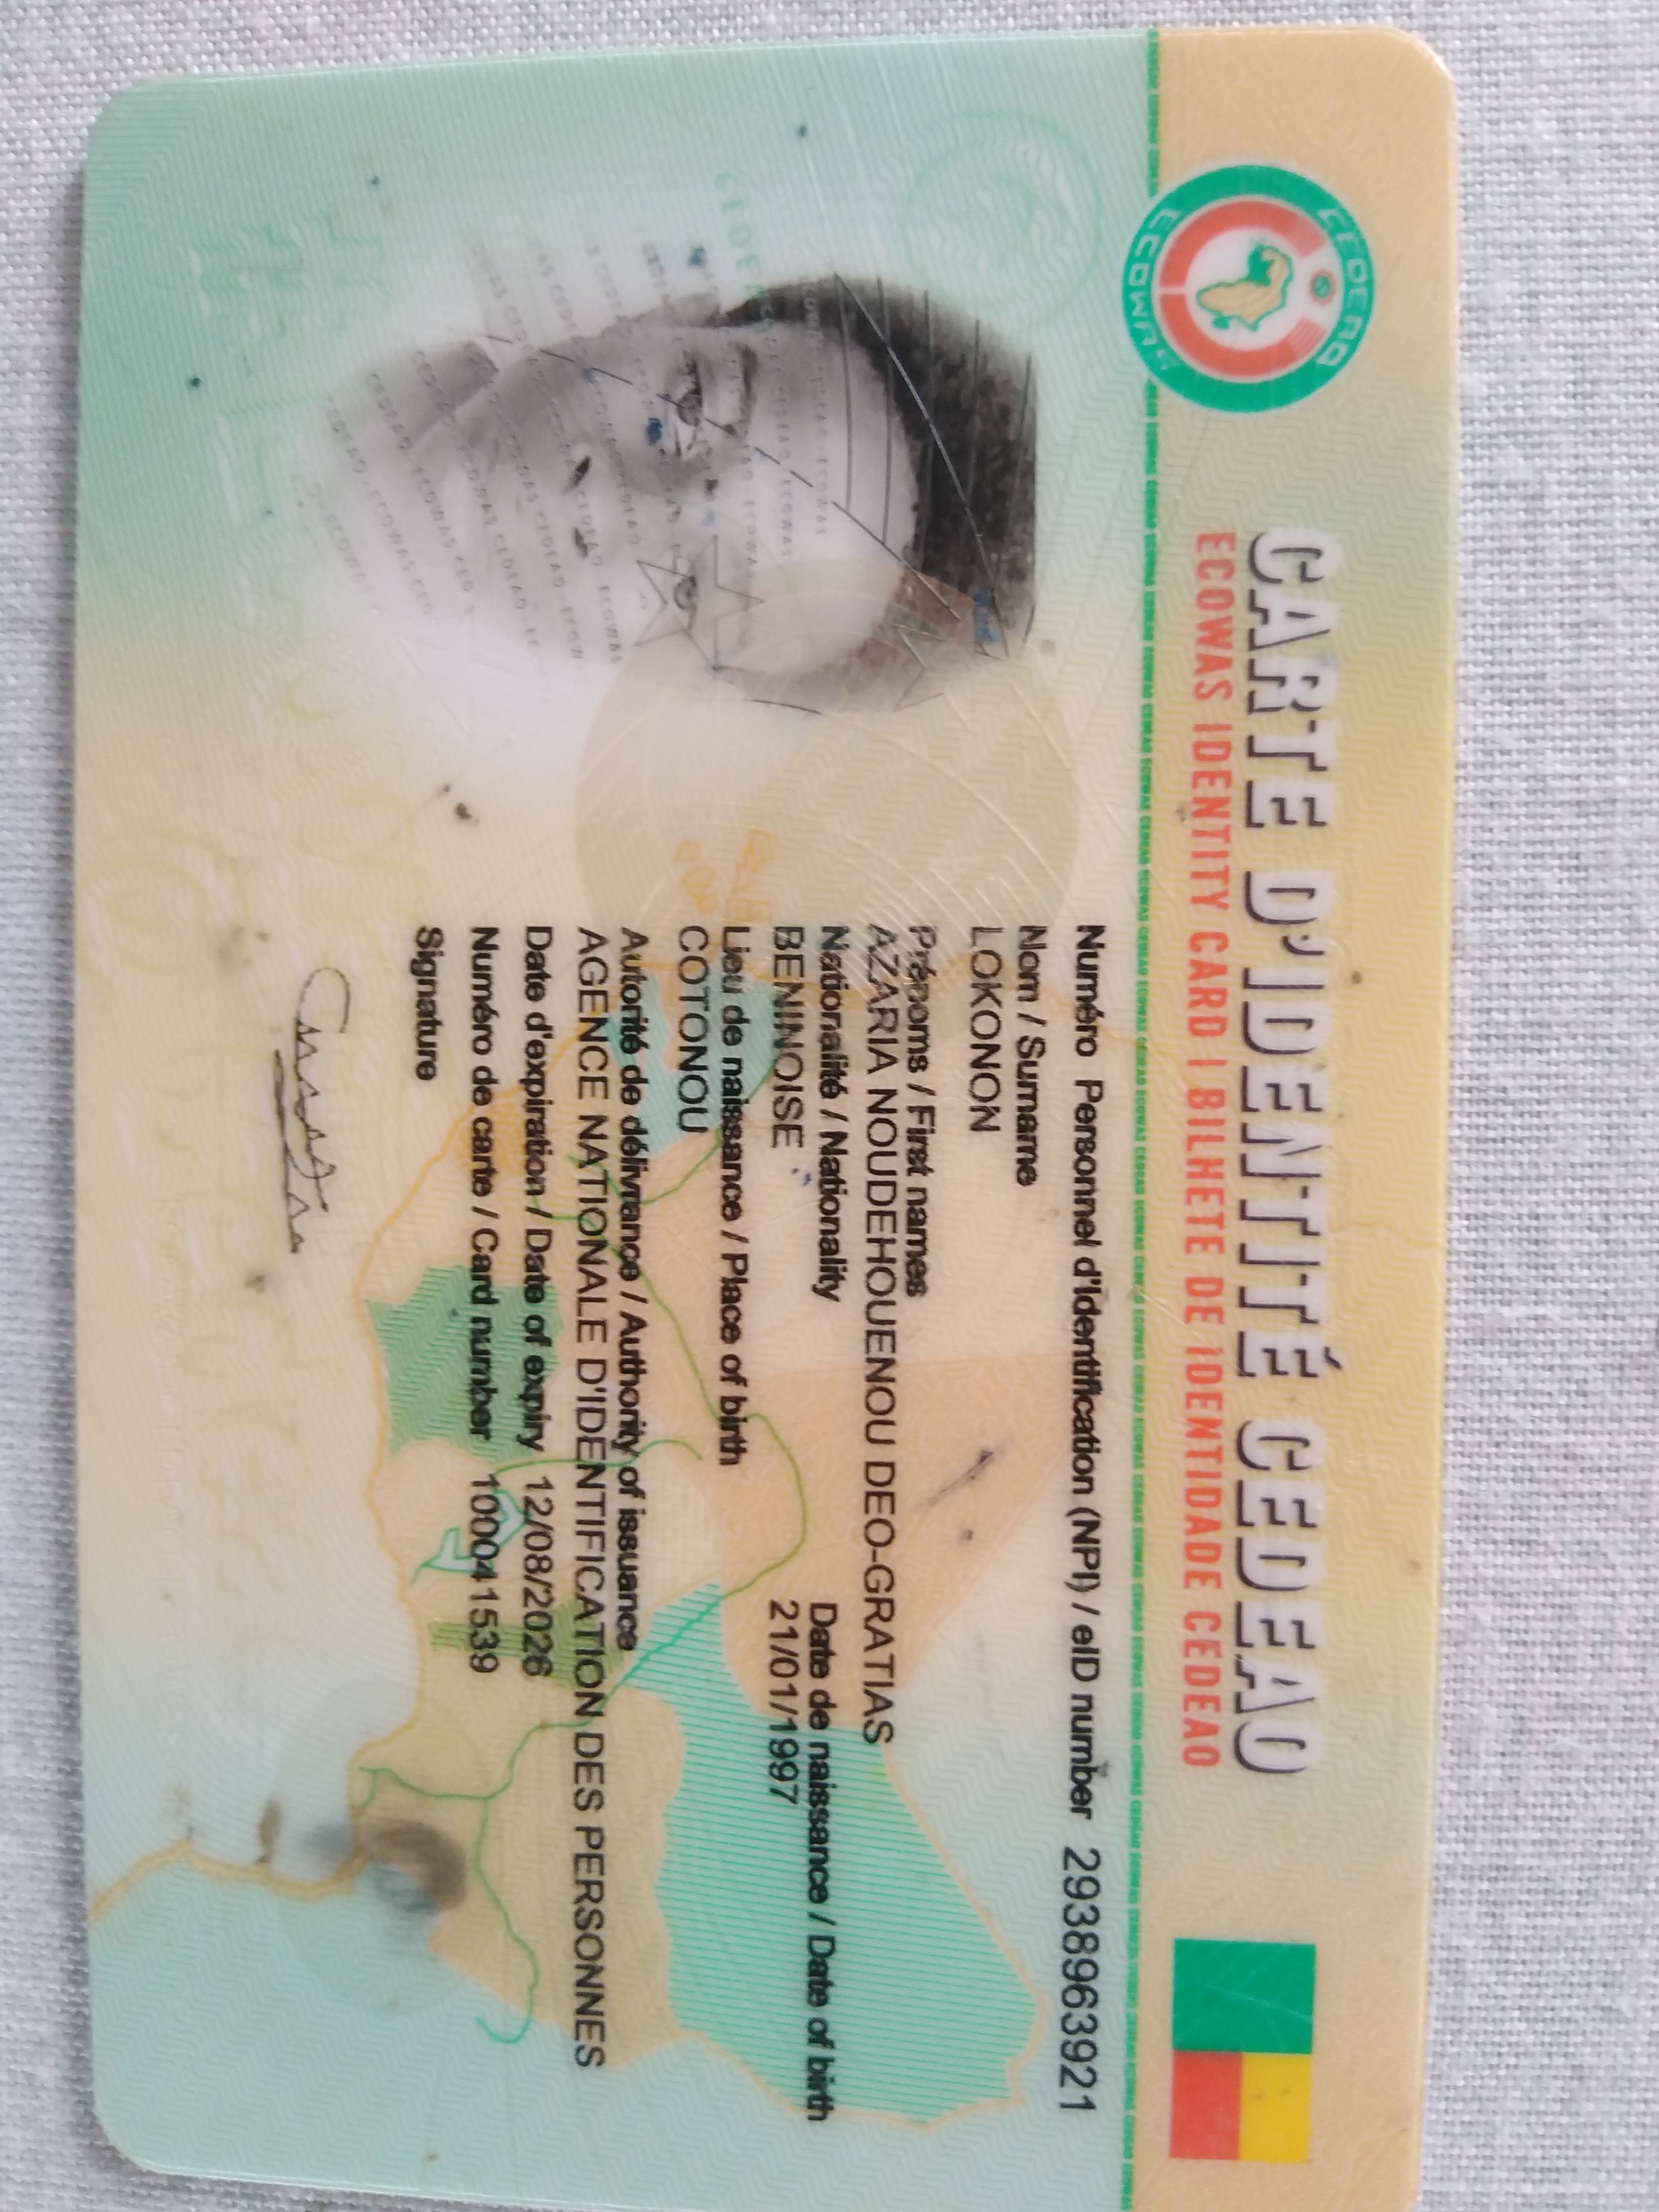 CEDEAO
ECOWAS
CARTE D'IDENTITÉ CEDEAO
ECOWAS IDENTITY CARD | BILHETE DE IDENTIDADE CEDEAO
Numéro Personnel d'Identification (NPI) / eID number 2938963921
Nom / Surname
LOKONON
Prénoms / First names
AZARIA NOUDEHOUENOU DEO-GRATIAS
Nationalité / Nationality
BENINOISE
Date de naissance / Date of birth
21/01/1997
Lieu de naissance / Place of birth
COTONOU
Autorité de délivrance / Authority of issuance
AGENCE NATIONALE D'IDENTIFICATION DES PERSONNES
Date d'expiration / Date of expiry 12/08/2026
Numéro de carte / Card number 100041539
Signature